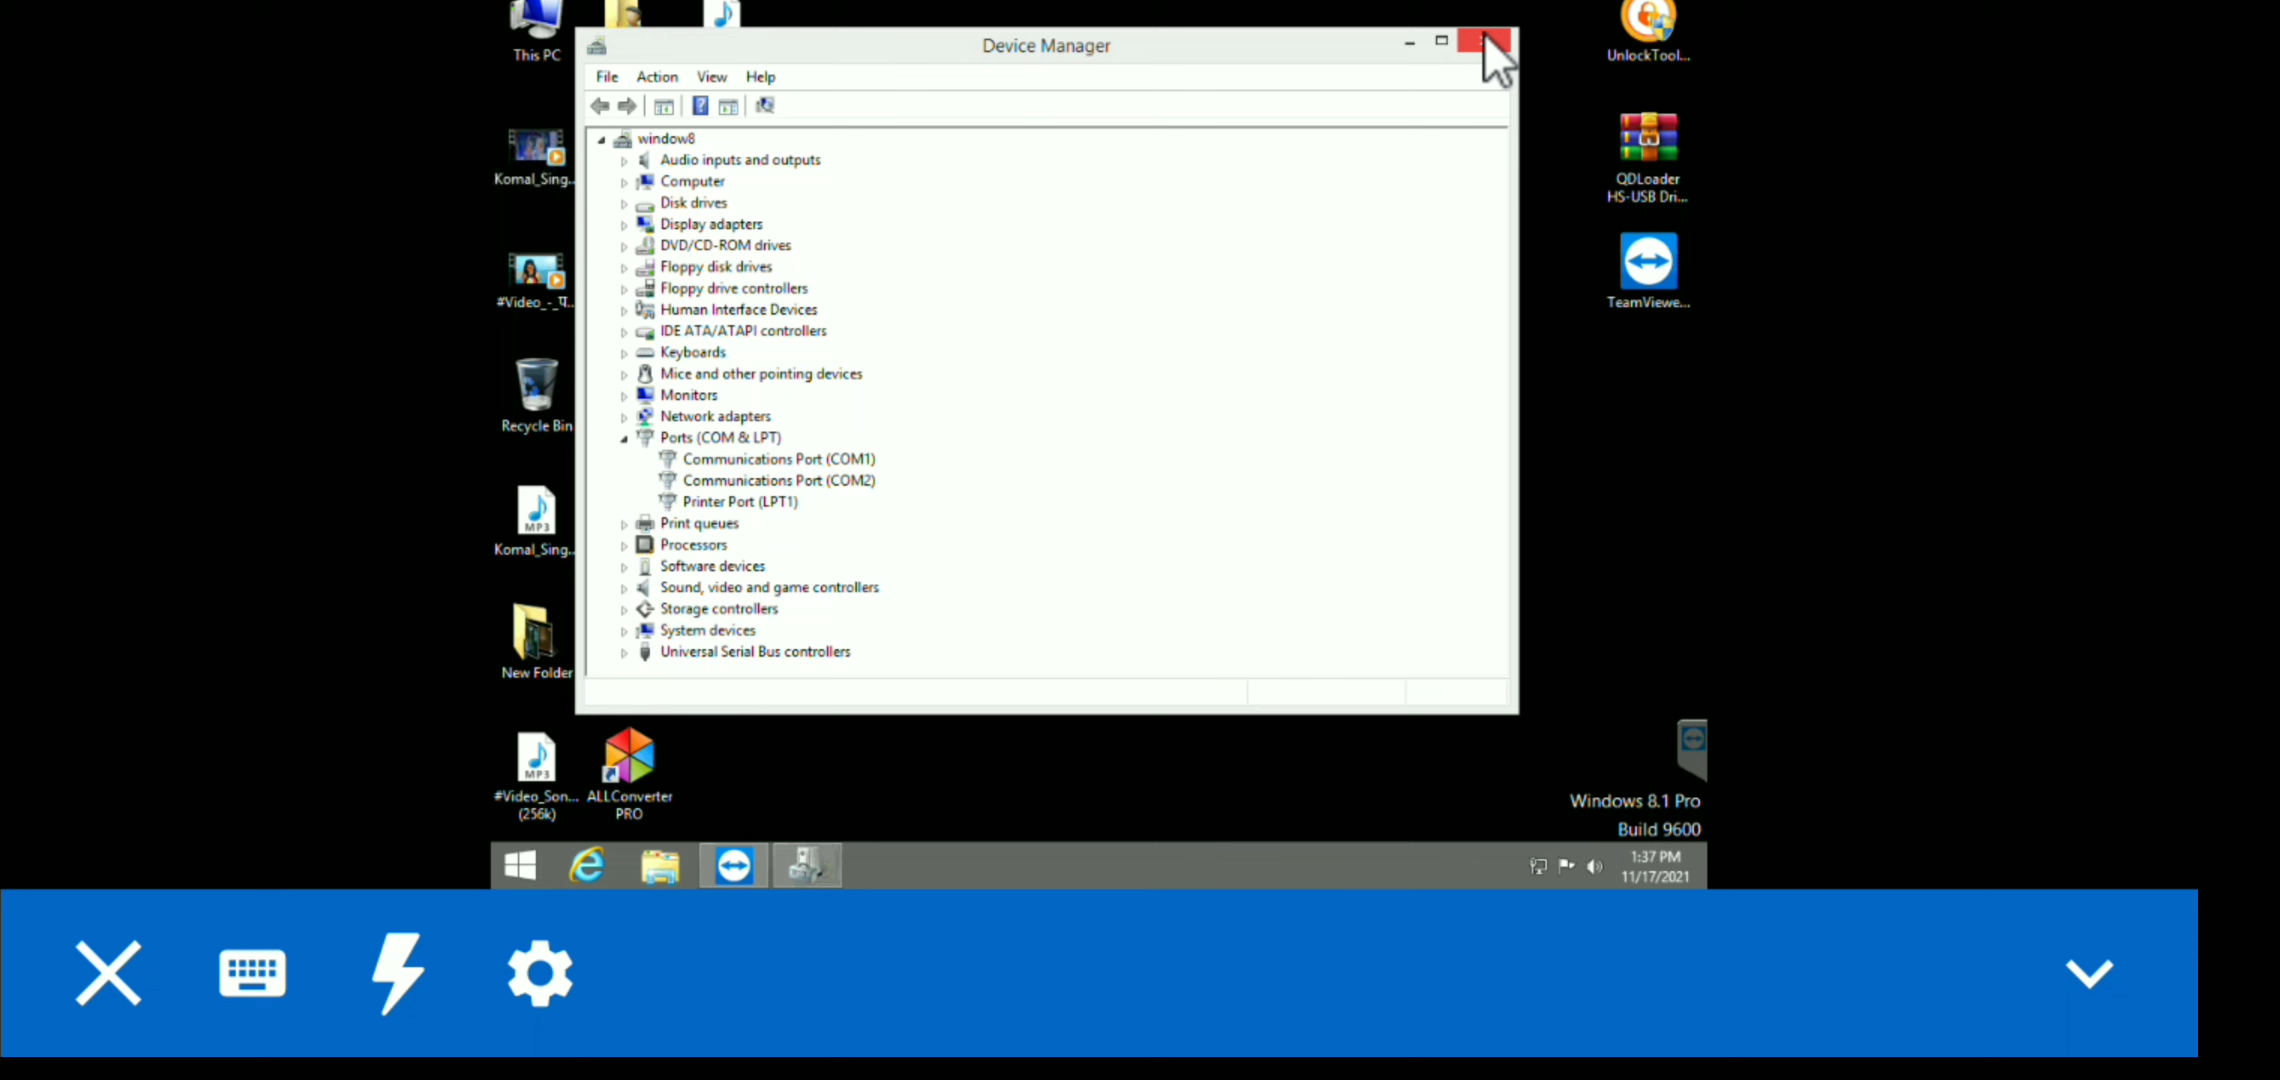 This PC
Device Manager
UnlockTool...
File Action View Help
window8
Audio inputs and outputs
Computer
Disk drives
Display adapters
DVD/CD-ROM drives
Floppy disk drives
Floppy drive controllers
Human Interface Devices
IDE ATA/ATAPI controllers
Keyboards
Mice and other pointing devices
Monitors
Network adapters
Ports (COM & LPT)
Communications Port (COM1)
Communications Port (COM2)
Printer Port (LPT1)
Print queues
Processors
Software devices
Sound, video and game controllers
Storage controllers
System devices
Universal Serial Bus controllers
Komal_Sing...
#Video_-_प...
Recycle Bin
MP3
Komal_Sing...
New Folder
MP3
#Video_Son...
(256k)
ALLConverter
PRO
QDLoader
HS-USB Dri...
TeamViewe...
Windows 8.1 Pro
Build 9600
1:37 PM
11/17/2021